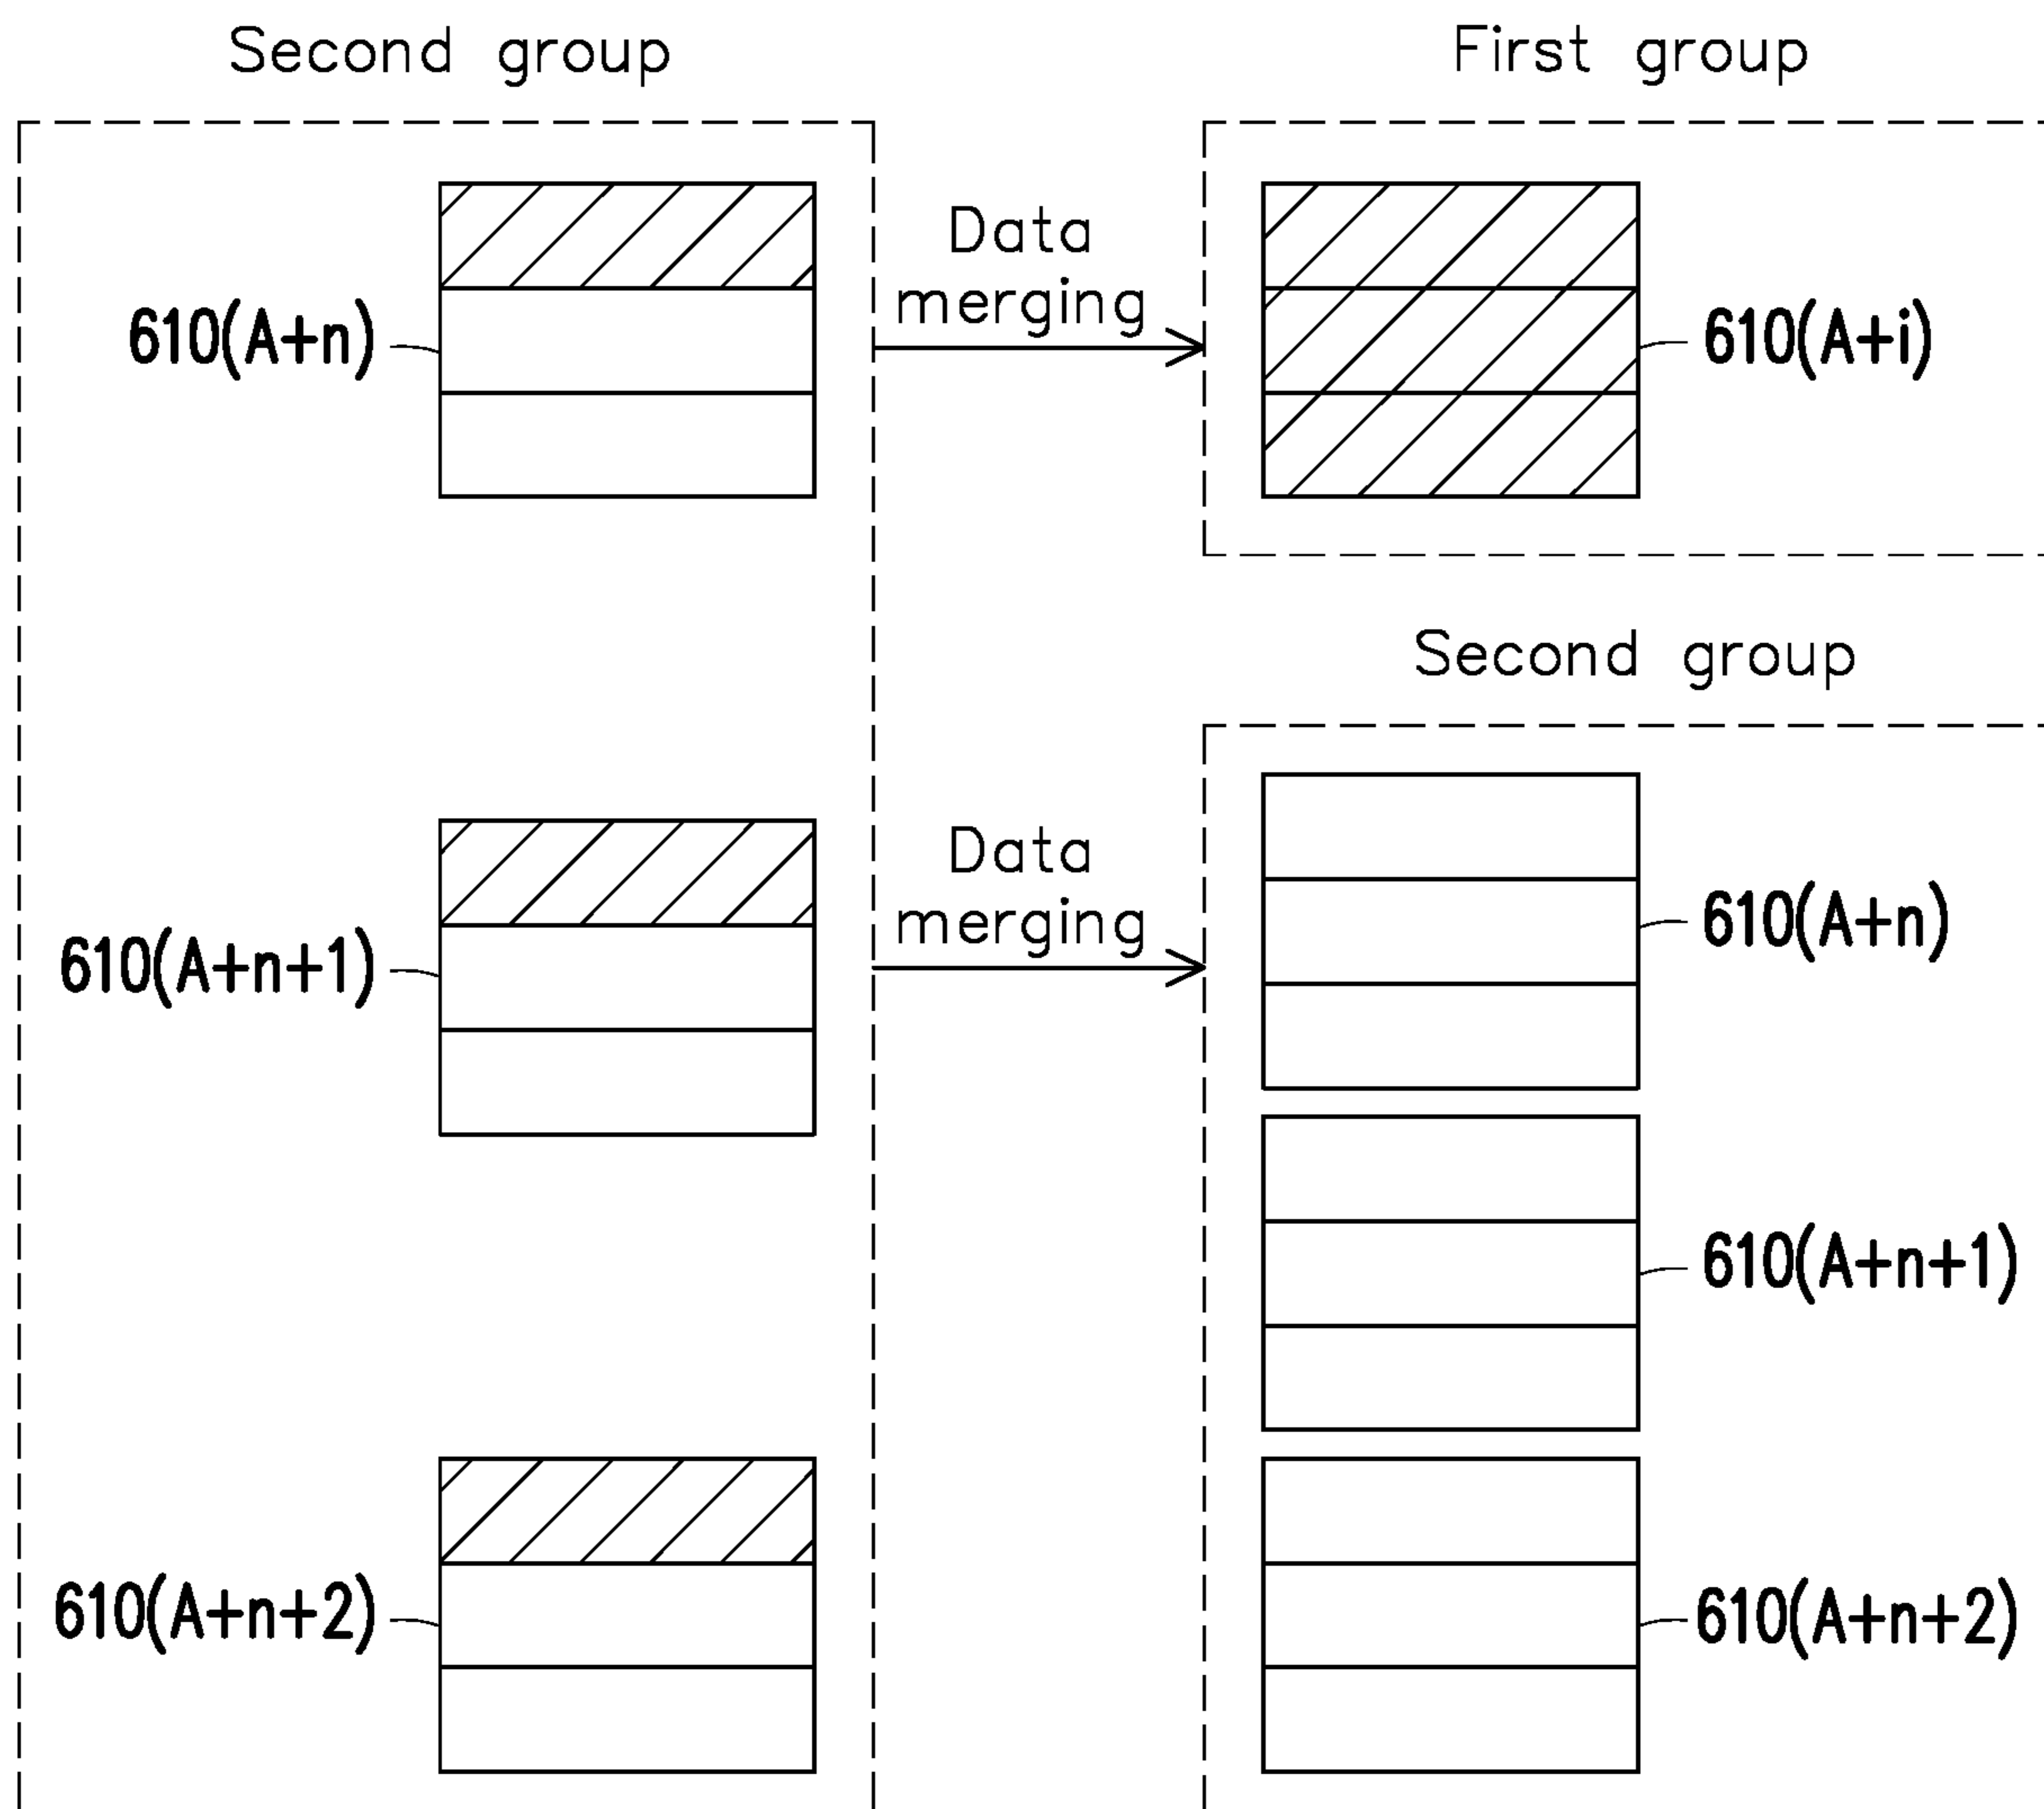 Second group
First group
Data
merging
610(A+n)
610(A+i)
Second group
Data
merging
610(A+n)
610(A+n+1)
610(A+n+1)
610(A+n+2)
610(A+n+2)